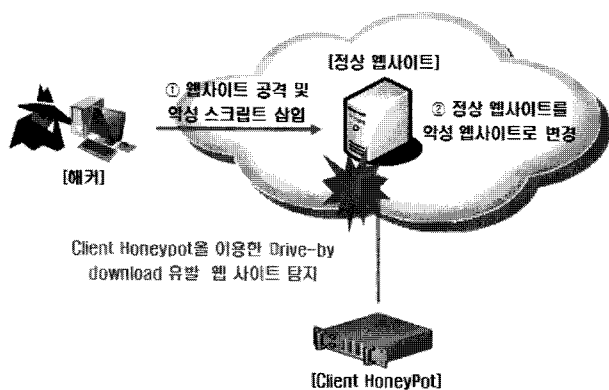 [정상 웹사이트]
① 웹사이트 공격 및
악성 스크립트 삽입
② 정상 웹사이트를
악성 웹사이트로 변경
[해커]
Client Honeypot을 이용한 Drive-by
download 유발 웹 사이트 탐지
[Client HoneyPot]